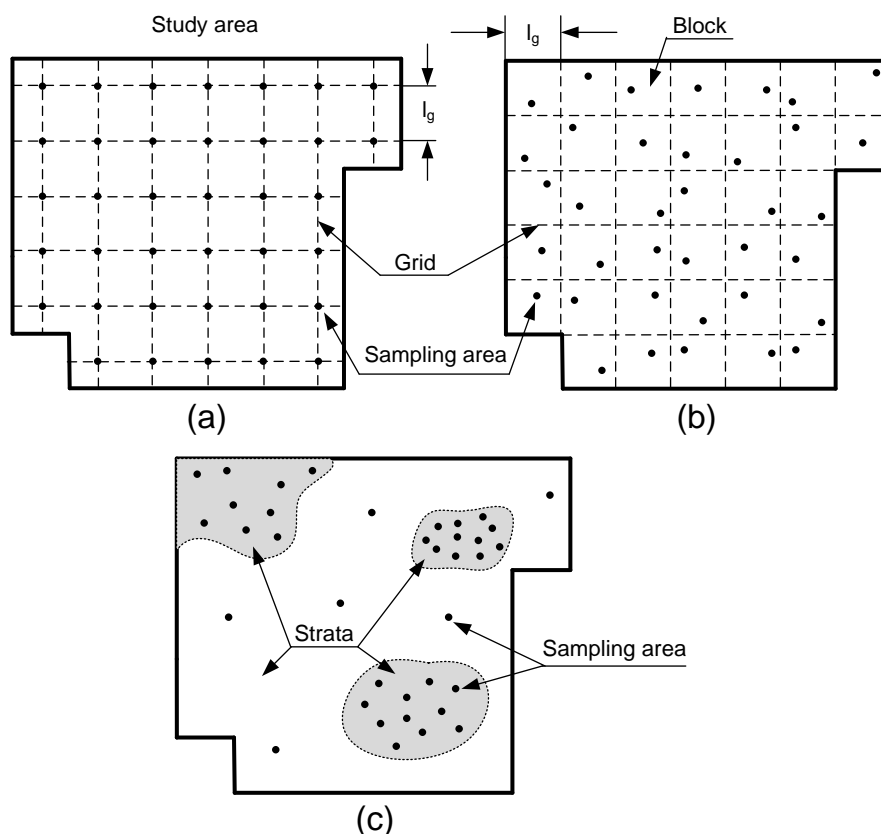 Study area
l_g
Grid
Sampling area
(a)
l_g
Block
(b)
Strata
Sampling area
(c)